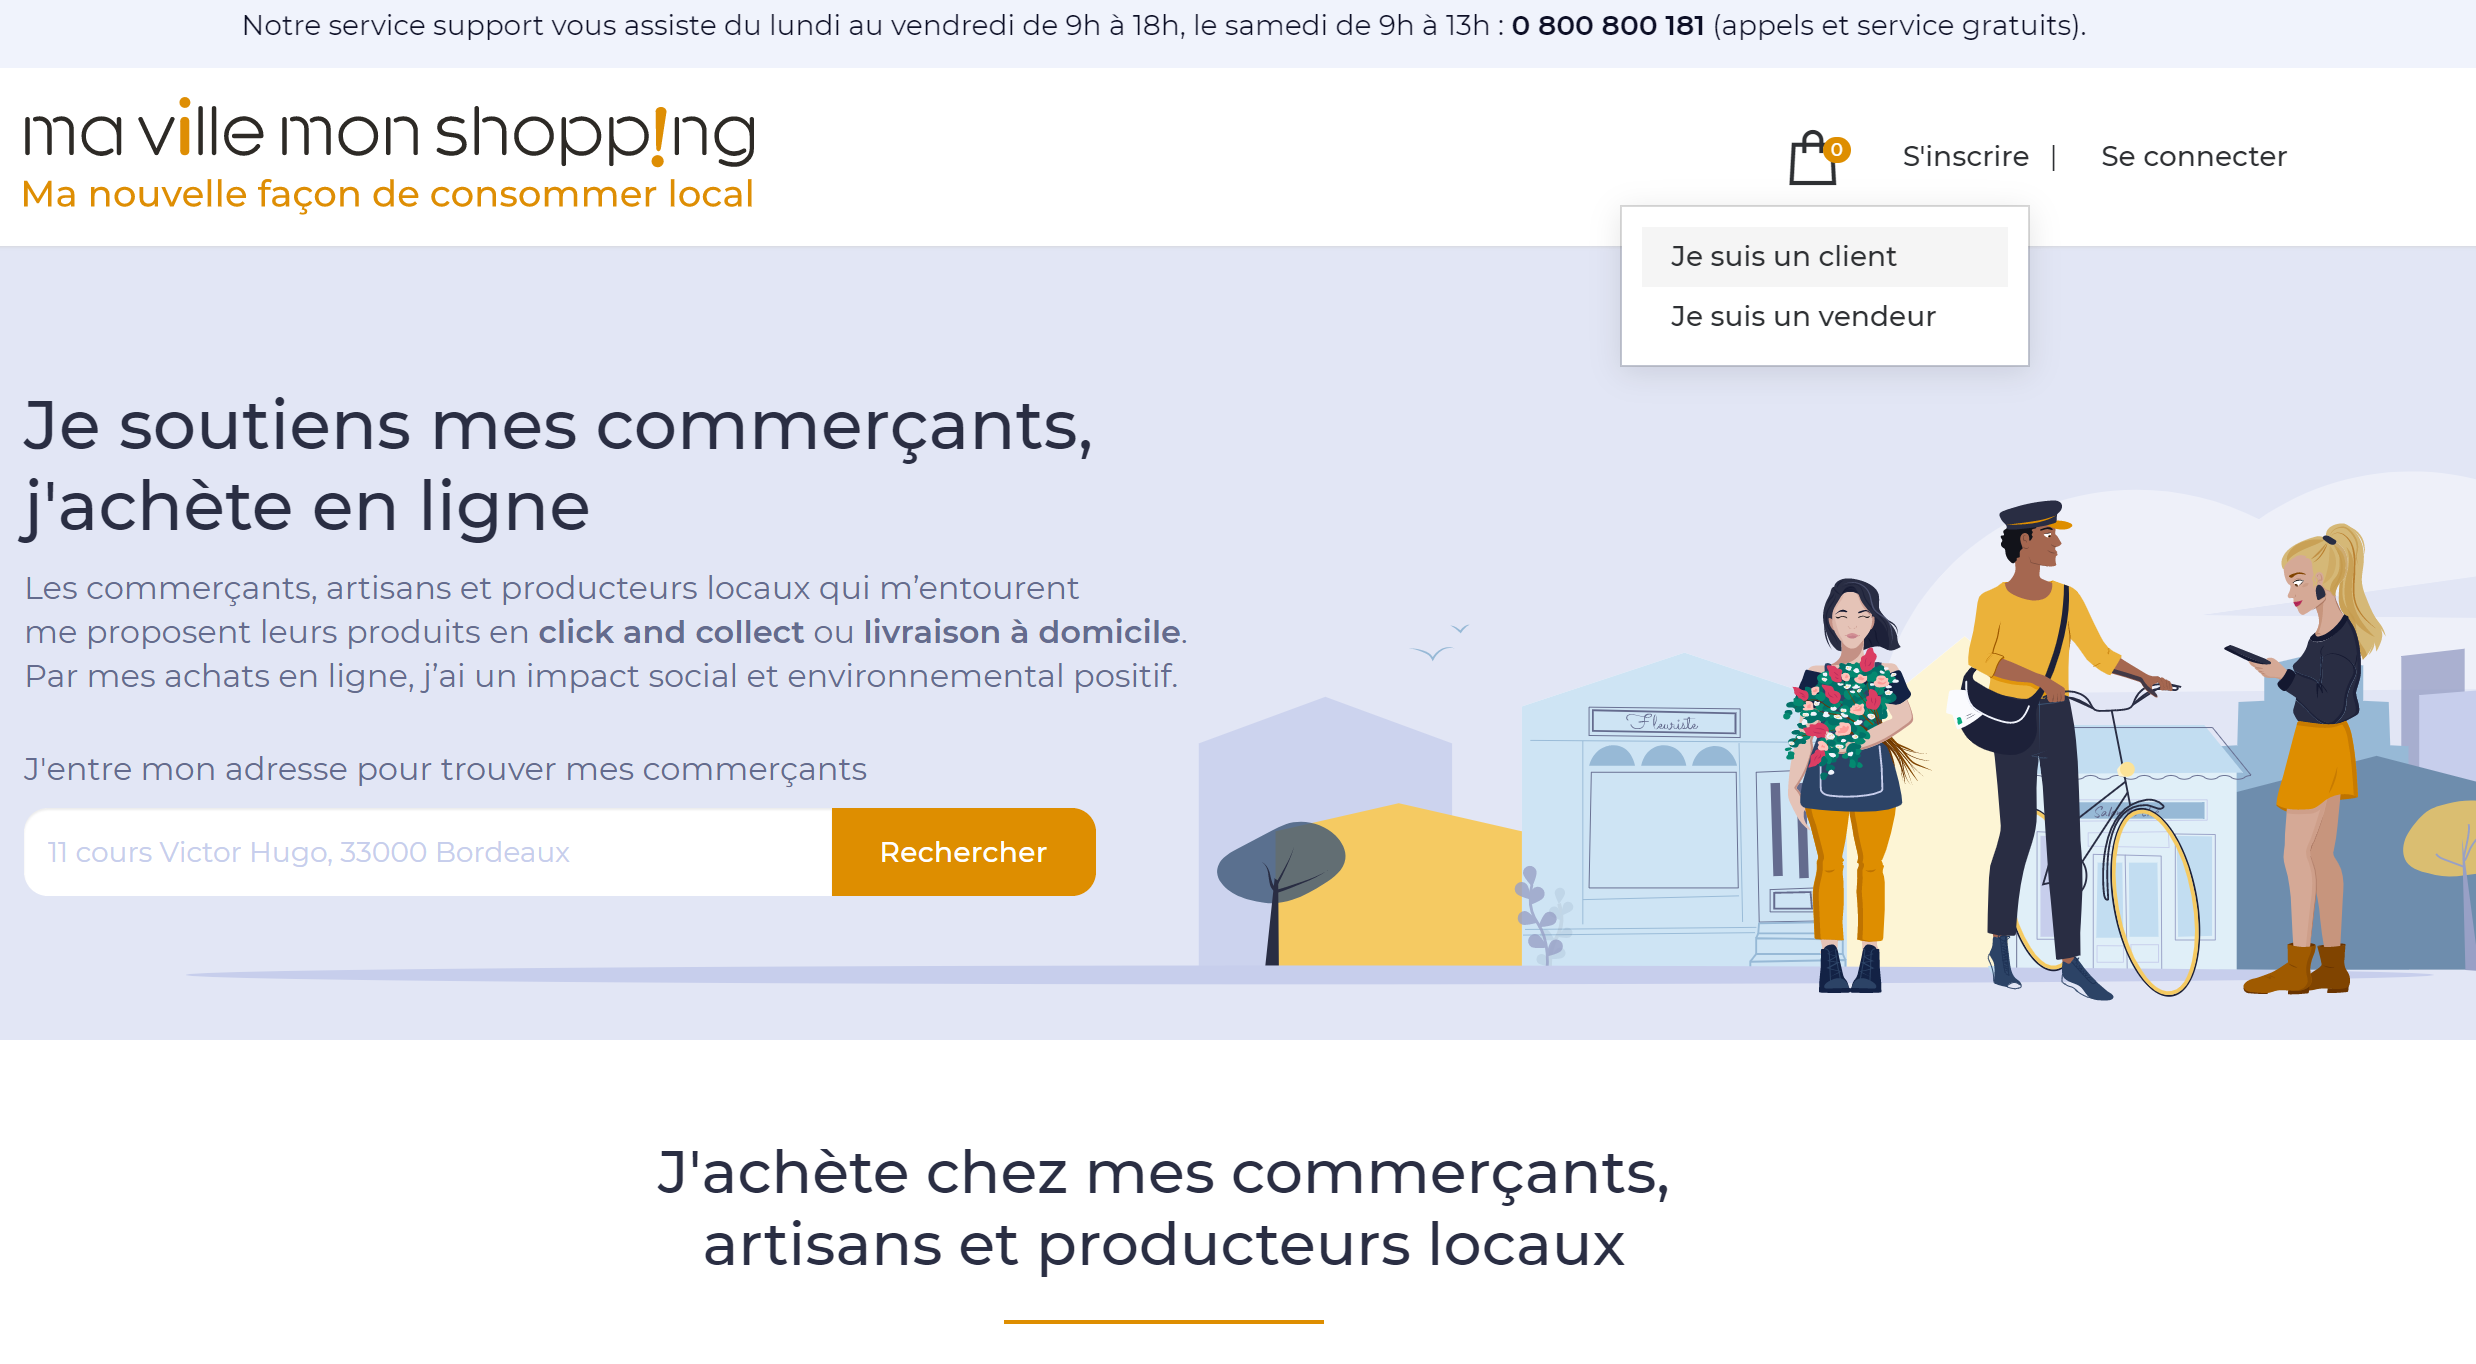 Notre service support vous assiste du lundi au vendredi de 9h à 18h, le samedi de 9h à 13h : 0 800 800 181 (appels et service gratuits).
ma ville mon shopp!ng
Ma nouvelle façon de consommer local
0
S'inscrire |
Se connecter
Je suis un client
Je suis un vendeur
Je soutiens mes commerçants,
j'achète en ligne
Les commerçants, artisans et producteurs locaux qui m’entourent
me proposent leurs produits en click and collect ou livraison à domicile.
Par mes achats en ligne, j’ai un impact social et environnemental positif.
J'entre mon adresse pour trouver mes commerçants
11 cours Victor Hugo, 33000 Bordeaux
Rechercher
Fleuriste
J'achète chez mes commerçants,
artisans et producteurs locaux